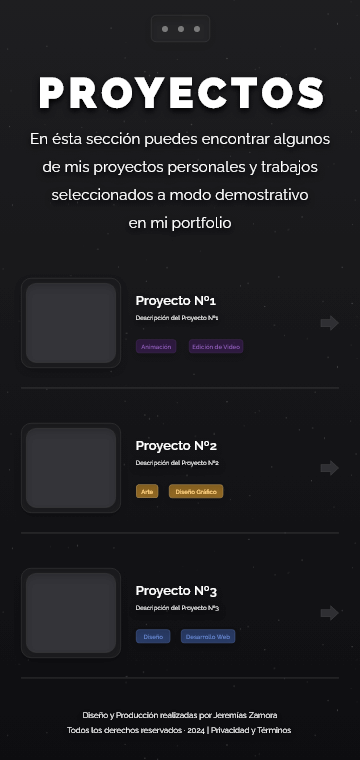 PROYECTOS
En ésta sección puedes encontrar algunos
de mis proyectos personales y trabajos
seleccionados a modo demostrativo
en mi portfolio
Proyecto Nº1
Descripción del Proyecto Nº1
Animación Edición de Video
Proyecto Nº2
Descripción del Proyecto Nº2
Arte Diseño Gráfico
Proyecto Nº3
Descripción del Proyecto Nº3
Diseño Desarrollo Web
Diseño y Producción realizadas por Jeremías Zamora
Todos los derechos reservados · 2024 | Privacidad y Términos